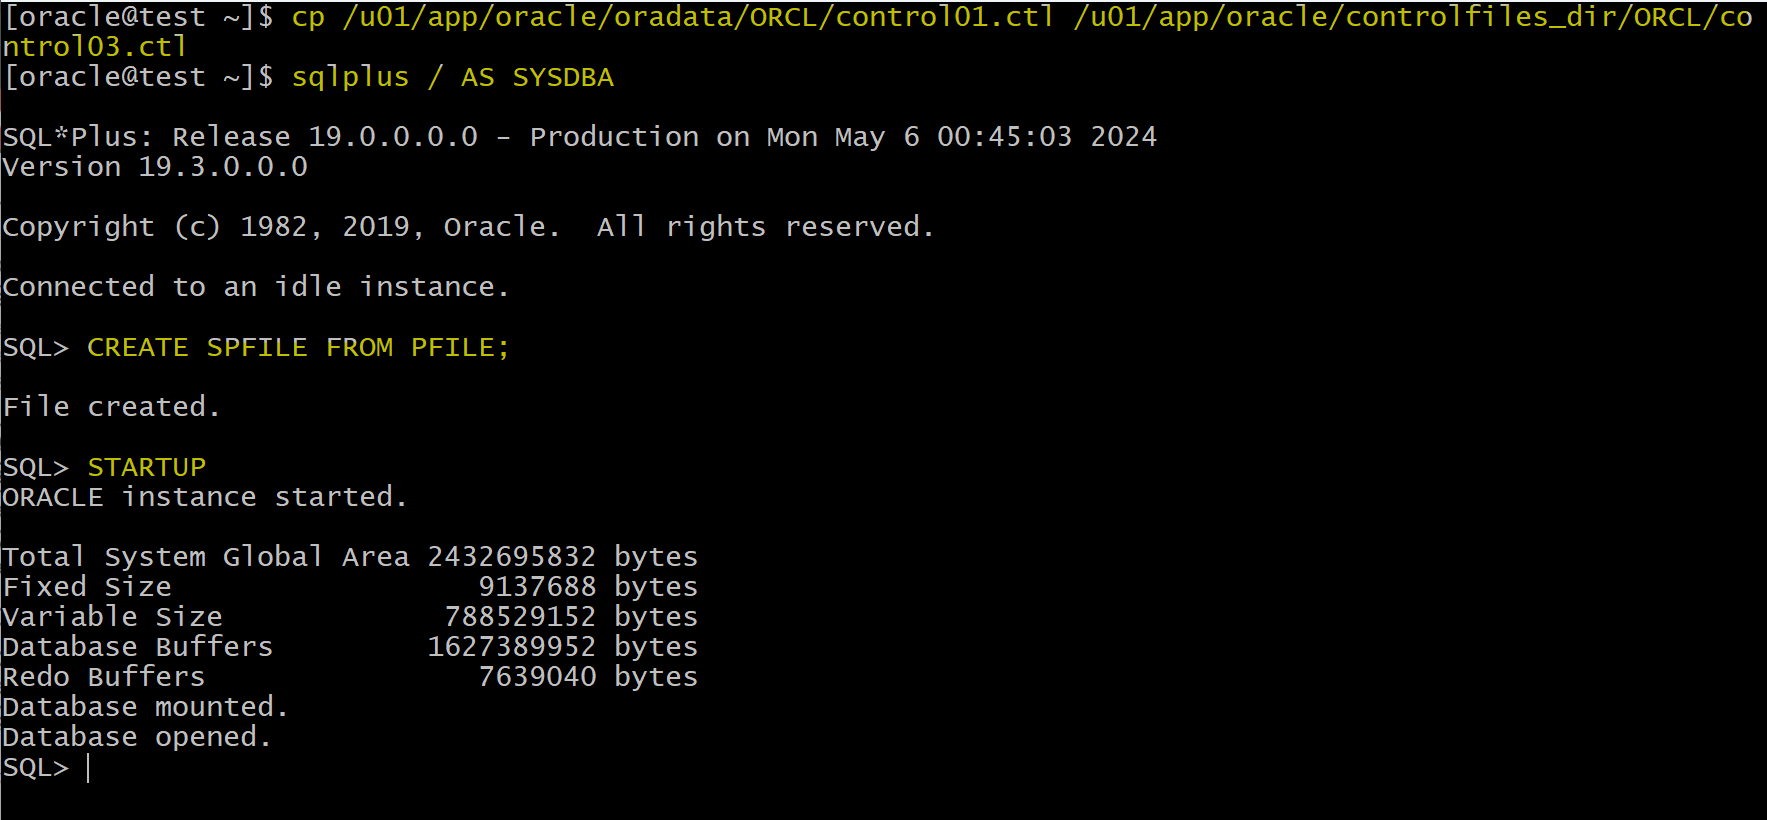 [oracle@test ~]$ cp /u01/app/oracle/oradata/ORCL/control01.ctl /u01/app/oracle/controlfiles_dir/ORCL/co
ntrol03.ctl
[oracle@test ~]$ sqlplus / AS SYSDBA
SQL*Plus: Release 19.0.0.0.0 - Production on Mon May 6 00:45:03 2024
Version 19.3.0.0.0
Copyright (c) 1982, 2019, Oracle.  All rights reserved.
Connected to an idle instance.
SQL> CREATE SPFILE FROM PFILE;
File created.
SQL> STARTUP
ORACLE instance started.
Total System Global Area 2432695832 bytes
Fixed Size                  9137688 bytes
Variable Size             788529152 bytes
Database Buffers         1627389952 bytes
Redo Buffers                7639040 bytes
Database mounted.
Database opened.
SQL>